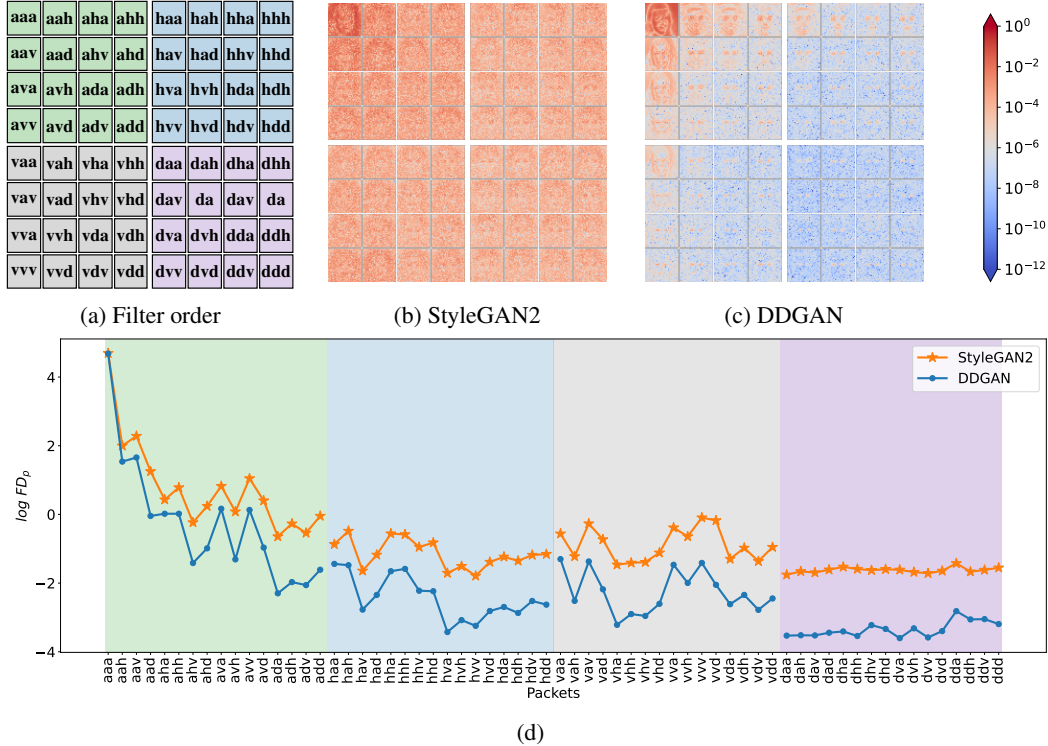 aaa aah aha ahh haa hah hha hhh
aav aad ahv ahd hav had hhv hhd
ava avh ada adh hva hvh hda hdh
avv avd adv add hvv hvd hdv hdd
vaa vah vha vhh daa dah dha dhh
vav vad vhv vhd dav da dav da
vva vvh vda vdh dva dvh dda ddh
vvv vvd vdv vdd dvv dvd ddv ddd
(a) Filter order
(b) StyleGAN2
(c) DDGAN
10^0
10^-2
10^-4
10^-6
10^-8
10^-10
10^-12
StyleGAN2
DDGAN
4
2
0
−2
−4
log FD_p
aaa aah aav aad aha ahh ahv ahd ava avh avv avd ada adh adv add haa hah hav had hha hhh hhv hhd hva hvh hvv hvd hda hdh hdv hdd vaa vah vav vad vha vhh vhv vhd vva vvh vvv vvd vda vdh vdv vdd daa dah dav dad dha dhh dhv dhd dva dvh dvv dvd dda ddh ddv ddd
Packets
(d)